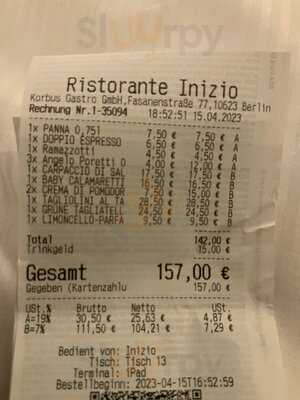 Sluurpy
Ristorante Inizio
Korbus Gastro GmbH,Fasanenstraße 77,10623 Berlin
Rechnung Nr.1-35094 18:52:51 15.04.2023
1x PANNA 0,75l 7,50 € 7,50 € A
1x DOPPIO ESPRESSO 6,50 € 6,50 € A
1x Ramazzotti 4,50 € 4,50 € A
3x Angelo Poretti 0 4,00 € 12,00 € A
1x CARPACCIO DI SAL 17,50 € 17,50 € B
1x BABY CALAMARETTI 16,50 € 16,50 € B
2x CREMA DI POMODOR 7,50 € 15,00 € B
1x TAGLIOLINI AL TA 28,50 € 28,50 € B
1x GRÜNE TAGLIATELL 24,50 € 24,50 € B
1x LIMONCELLO-PARFA 9,50 € 9,50 € B
Total 142,00 €
Trinkgeld 15,00 €
Gesamt 157,00 €
Gegeben (Kartenzahlu 157,00 €
USt.% Brutto Netto USt.
A=19% 30,50 € 25,63 € 4,87 €
B=7% 111,50 € 104,21 € 7,29 €
Bedient von: Inizio
Tisch: Tisch 13
Terminal: iPad
Bestellbeginn: 2023-04-15T16:52:59